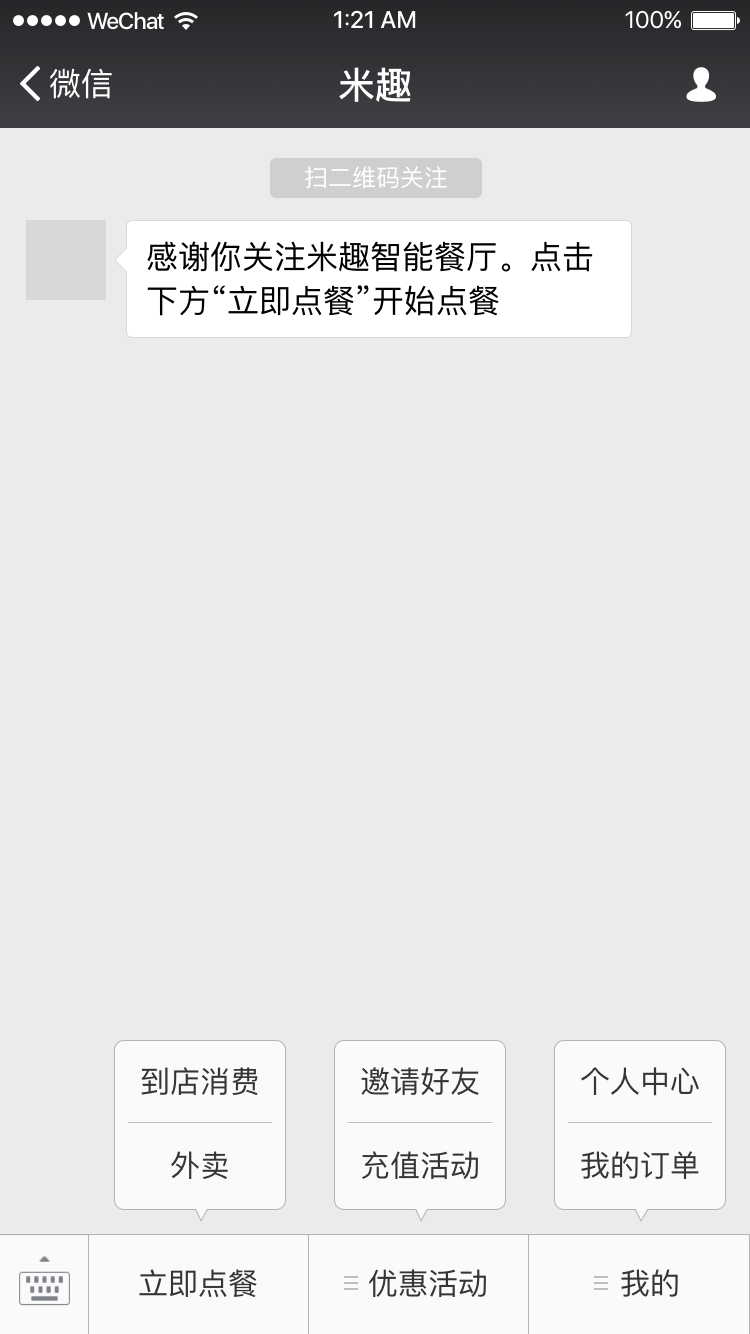 WeChat 1:21 AM 100%
微信 米趣
扫二维码关注
感谢你关注米趣智能餐厅。点击
下方“立即点餐”开始点餐
到店消费 邀请好友 个人中心
外卖 充值活动 我的订单
立即点餐 优惠活动 我的